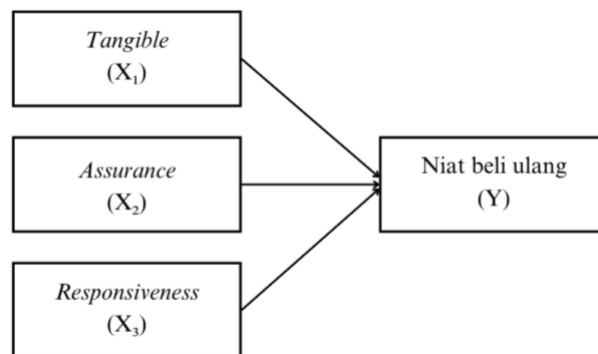 Tangible
(X₁)
Assurance
(X₂)
Niat beli ulang
(Y)
Responsiveness
(X₃)